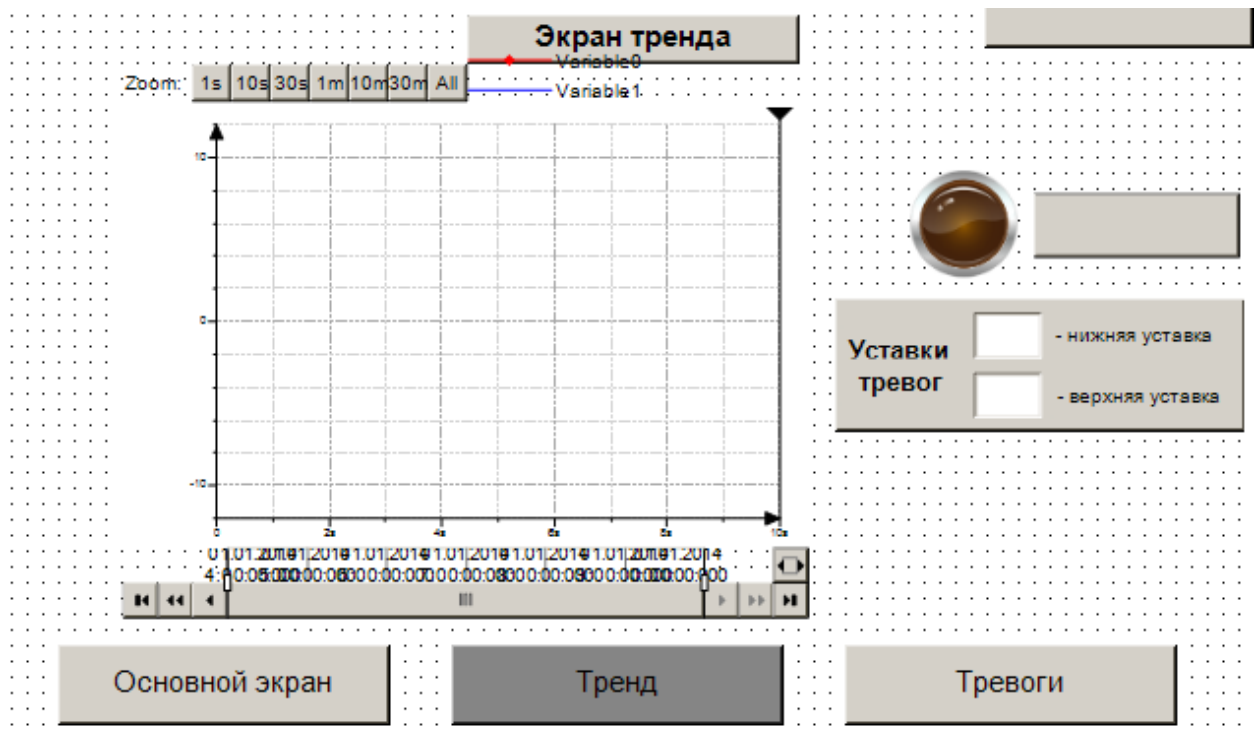 Экран тренда
Variable0
Zoom: 1s 10s 30s 1m 10m 30m All
Variable1
10
0
-10
0 2s 4s 6s 8s 10s
Уставки тревог
- нижняя уставка
- верхняя уставка
Основной экран
Тренд
Тревоги